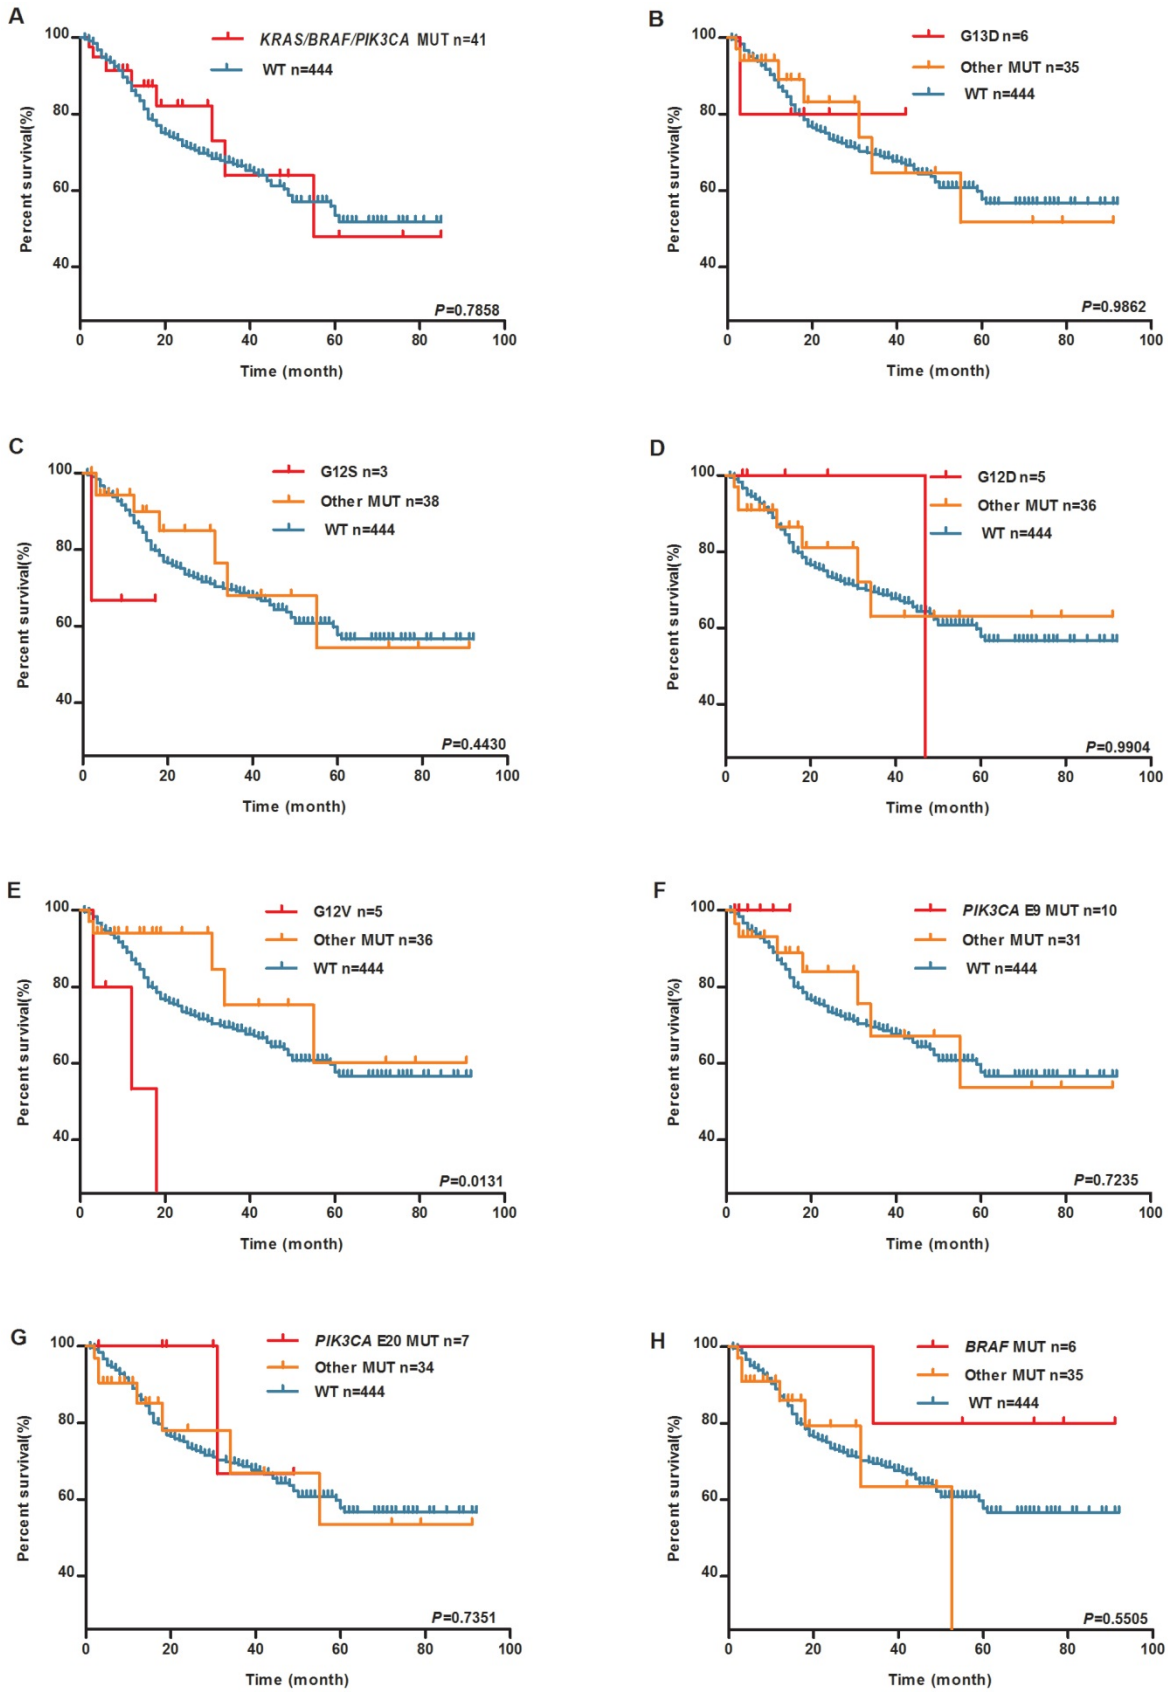 A
KRAS/BRAF/PIK3CA MUT n=41
WT n=444
Percent survival(%)
100
80
60
40
P=0.7858
0 20 40 60 80 100
Time (month)
B
G13D n=6
Other MUT n=35
WT n=444
Percent survival(%)
100
80
60
40
P=0.9862
0 20 40 60 80 100
Time (month)
C
G12S n=3
Other MUT n=38
WT n=444
Percent survival(%)
100
80
60
40
P=0.4430
0 20 40 60 80 100
Time (month)
D
G12D n=5
Other MUT n=36
WT n=444
Percent survival(%)
100
80
60
40
P=0.9904
0 20 40 60 80 100
Time (month)
E
G12V n=5
Other MUT n=36
WT n=444
Percent survival(%)
100
80
60
40
P=0.0131
0 20 40 60 80 100
Time (month)
F
PIK3CA E9 MUT n=10
Other MUT n=31
WT n=444
Percent survival(%)
100
80
60
40
P=0.7235
0 20 40 60 80 100
Time (month)
G
PIK3CA E20 MUT n=7
Other MUT n=34
WT n=444
Percent survival(%)
100
80
60
40
P=0.7351
0 20 40 60 80 100
Time (month)
H
BRAF MUT n=6
Other MUT n=35
WT n=444
Percent survival(%)
100
80
60
40
P=0.5505
0 20 40 60 80 100
Time (month)